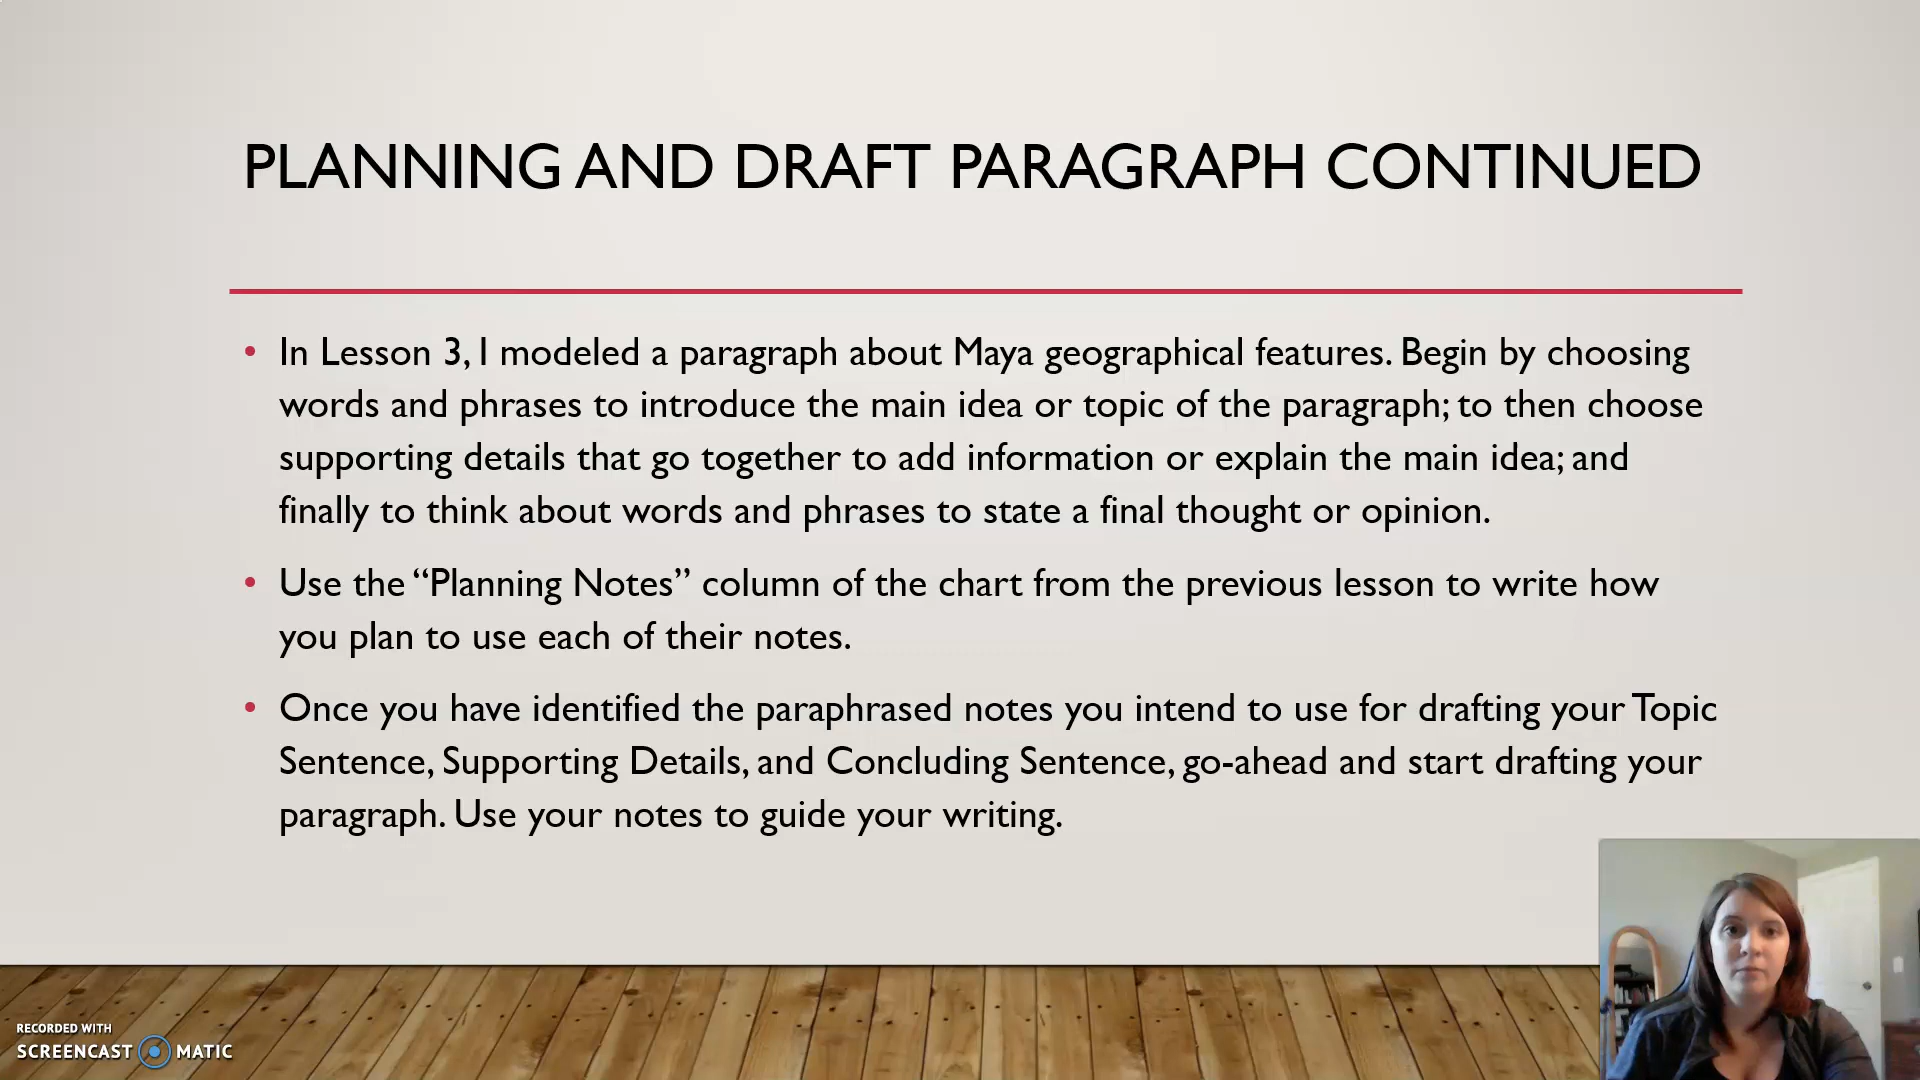 PLANNING AND DRAFT PARAGRAPH CONTINUED
• In Lesson 3, I modeled a paragraph about Maya geographical features. Begin by choosing
words and phrases to introduce the main idea or topic of the paragraph; to then choose
supporting details that go together to add information or explain the main idea; and
finally to think about words and phrases to state a final thought or opinion.
• Use the “Planning Notes” column of the chart from the previous lesson to write how
you plan to use each of their notes.
• Once you have identified the paraphrased notes you intend to use for drafting your Topic
Sentence, Supporting Details, and Concluding Sentence, go-ahead and start drafting your
paragraph. Use your notes to guide your writing.
RECORDED WITH
SCREENCAST MATIC